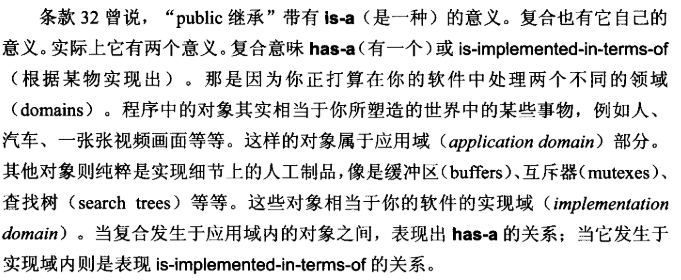 条款 32 曾说，“public 继承”带有 is-a（是一种）的意义。复合也有它自己的
意义。实际上它有两个意义。复合意味 has-a（有一个）或 is-implemented-in-terms-of
（根据某物实现出）。那是因为你正打算在你的软件中处理两个不同的领域
（domains）。程序中的对象其实相当于你所塑造的世界中的某些事物，例如人、
汽车、一张张视频画面等等。这样的对象属于应用域（application domain）部分。
其他对象则纯粹是实现细节上的人工制品，像是缓冲区（buffers）、互斥器（mutexes）、
查找树（search trees）等等。这些对象相当于你的软件的实现域（implementation
domain）。当复合发生于应用域内的对象之间，表现出 has-a 的关系；当它发生于
实现域内则是表现 is-implemented-in-terms-of 的关系。